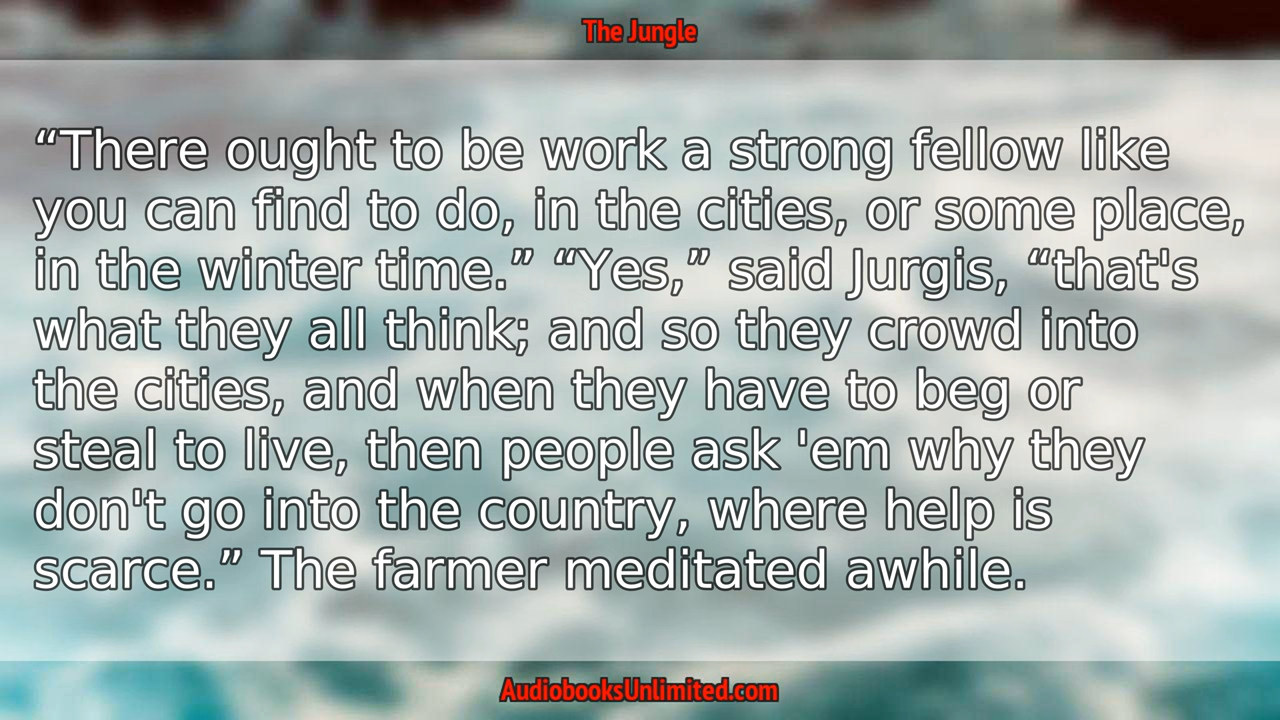 The Jungle
“There ought to be work a strong fellow like
you can find to do, in the cities, or some place,
in the winter time.” “Yes,” said Jurgis, “that's
what they all think; and so they crowd into
the cities, and when they have to beg or
steal to live, then people ask 'em why they
don't go into the country, where help is
scarce.” The farmer meditated awhile.
AudiobooksUnlimited.com